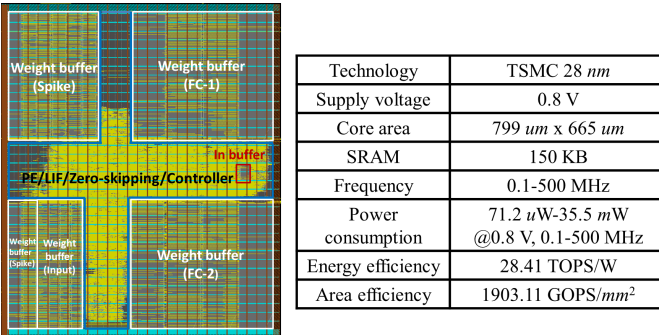 Weight buffer
(Spike)
Weight buffer
(FC-1)
In buffer
PE/LIF/Zero-skipping/Controller
Weight
buffer
(Spike)
Weight
buffer
(Input)
Weight buffer
(FC-2)
Technology TSMC 28 nm
Supply voltage 0.8 V
Core area 799 um x 665 um
SRAM 150 KB
Frequency 0.1-500 MHz
Power
consumption
71.2 uW-35.5 mW
@0.8 V, 0.1-500 MHz
Energy efficiency 28.41 TOPS/W
Area efficiency 1903.11 GOPS/mm²